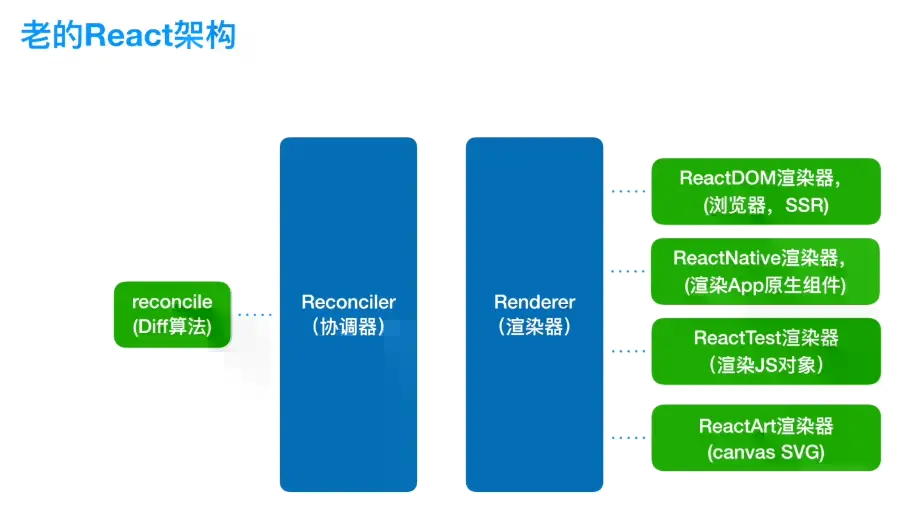 老的React架构
reconcile
(Diff算法)
Reconciler
（协调器）
Renderer
（渲染器）
ReactDOM渲染器，
(浏览器，SSR)
ReactNative渲染器，
(渲染App原生组件)
ReactTest渲染器
（渲染JS对象）
ReactArt渲染器
(canvas SVG)